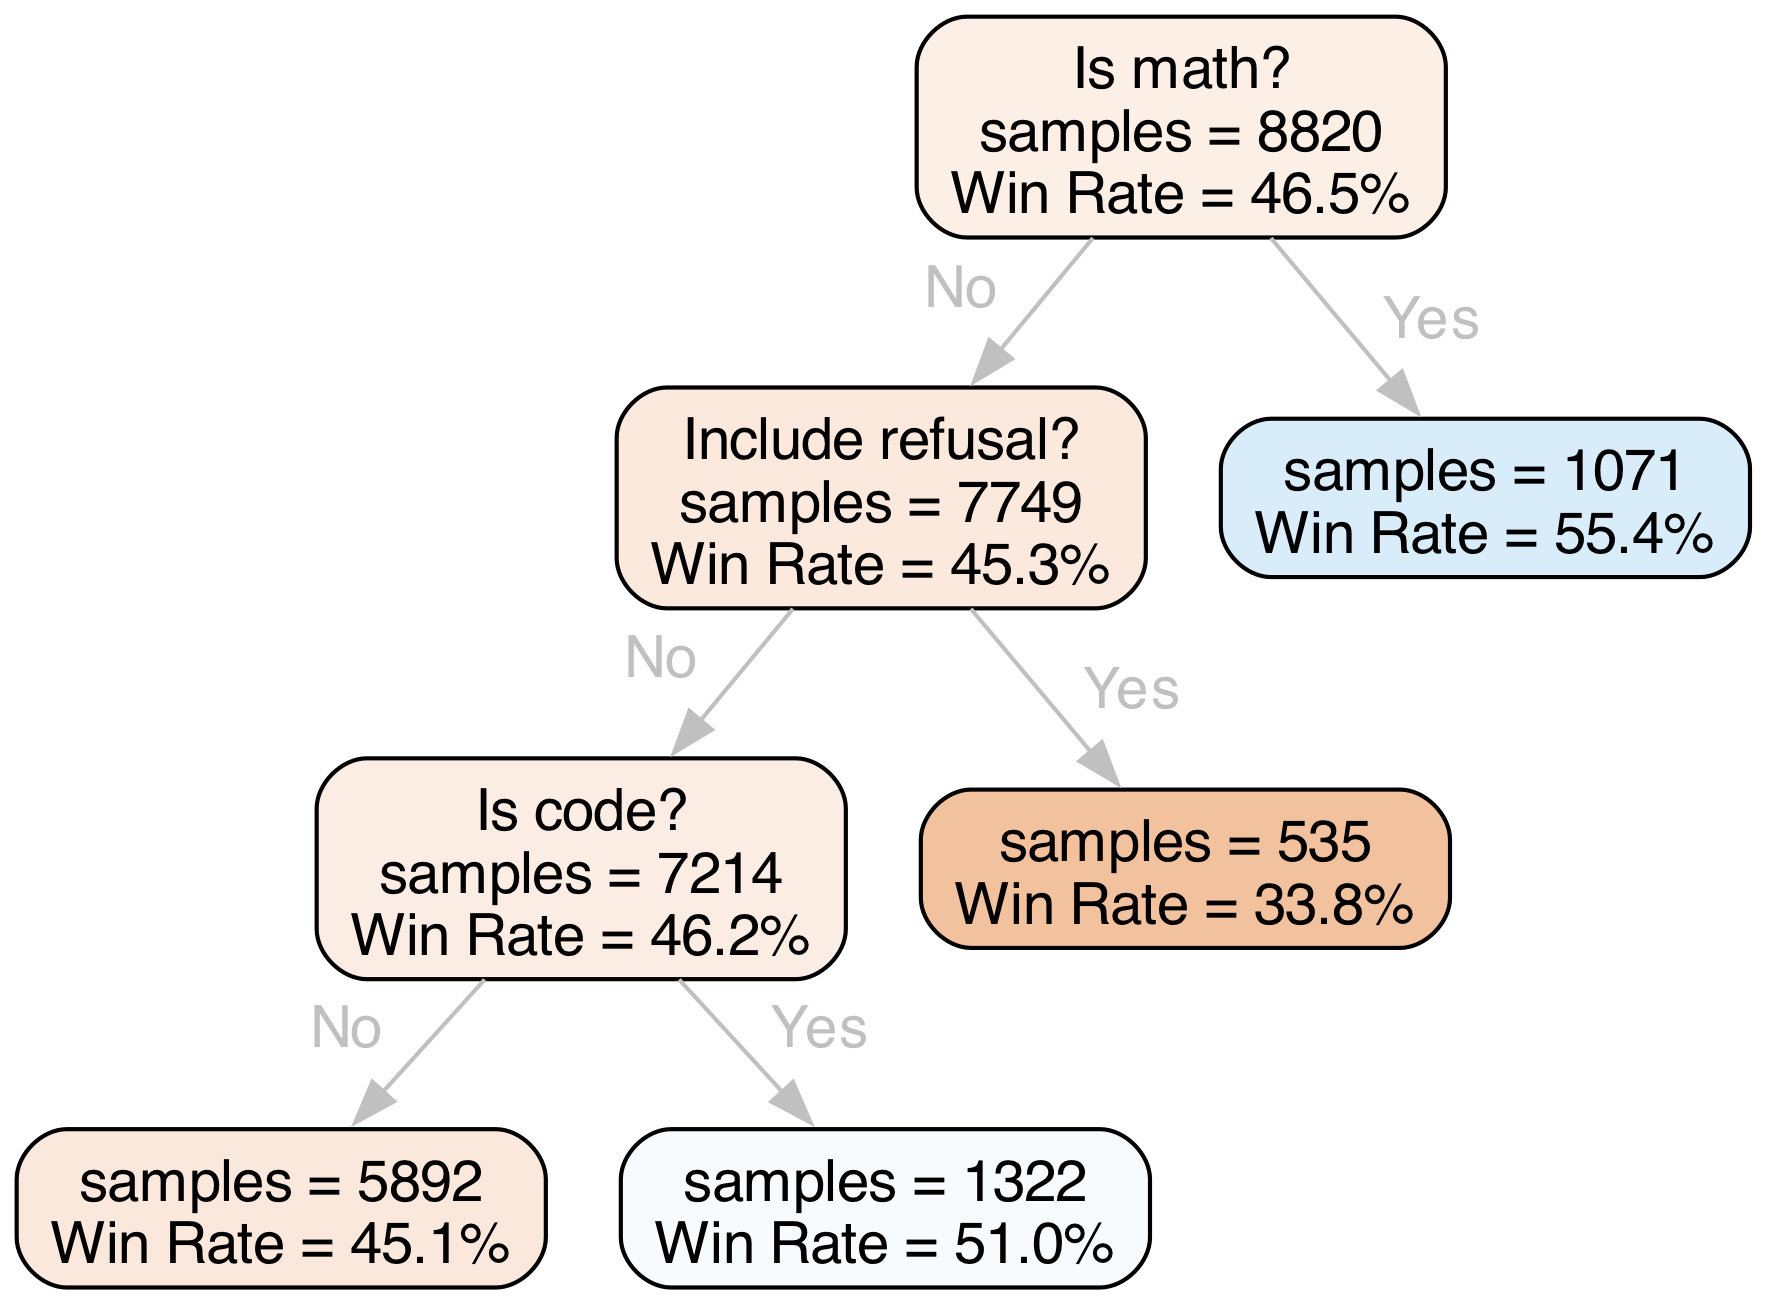 Is math?
samples = 8820
Win Rate = 46.5%
No
Yes
Include refusal?
samples = 7749
Win Rate = 45.3%
samples = 1071
Win Rate = 55.4%
No
Yes
Is code?
samples = 7214
Win Rate = 46.2%
samples = 535
Win Rate = 33.8%
No
Yes
samples = 5892
Win Rate = 45.1%
samples = 1322
Win Rate = 51.0%